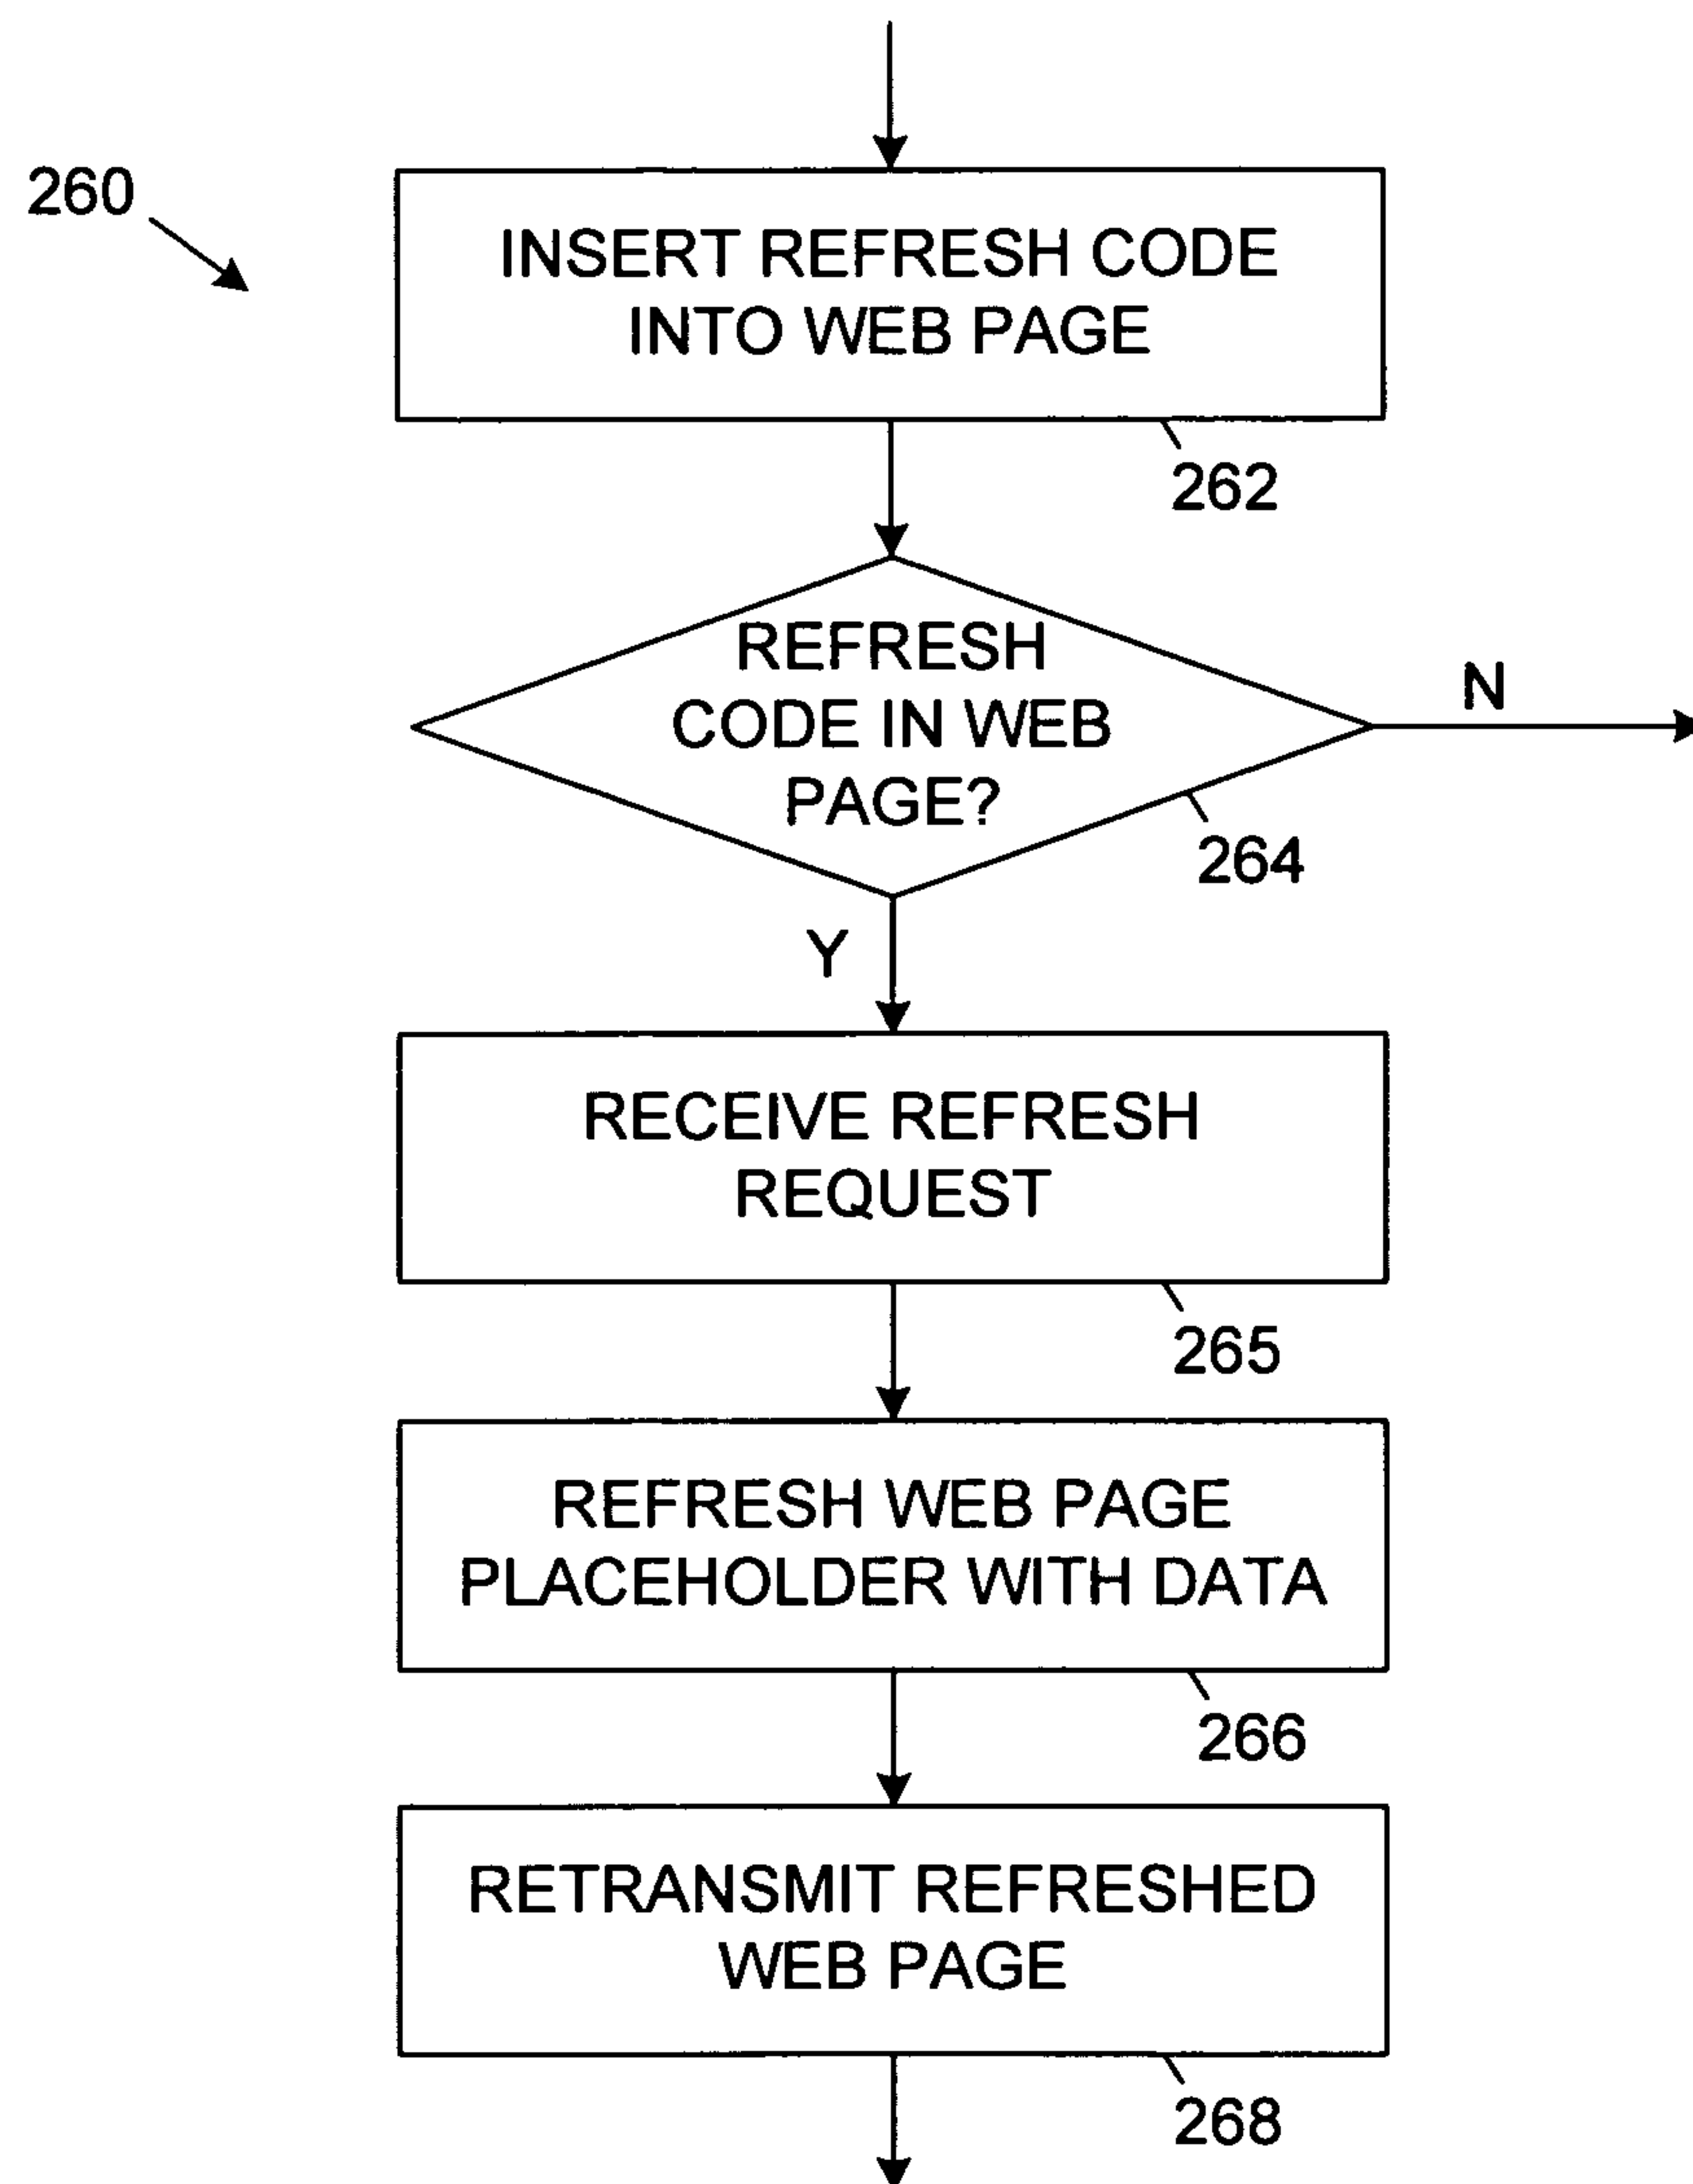 260
INSERT REFRESH CODE
INTO WEB PAGE
262
REFRESH
CODE IN WEB
PAGE?
N
264
Y
RECEIVE REFRESH
REQUEST
265
REFRESH WEB PAGE
PLACEHOLDER WITH DATA
266
RETRANSMIT REFRESHED
WEB PAGE
268